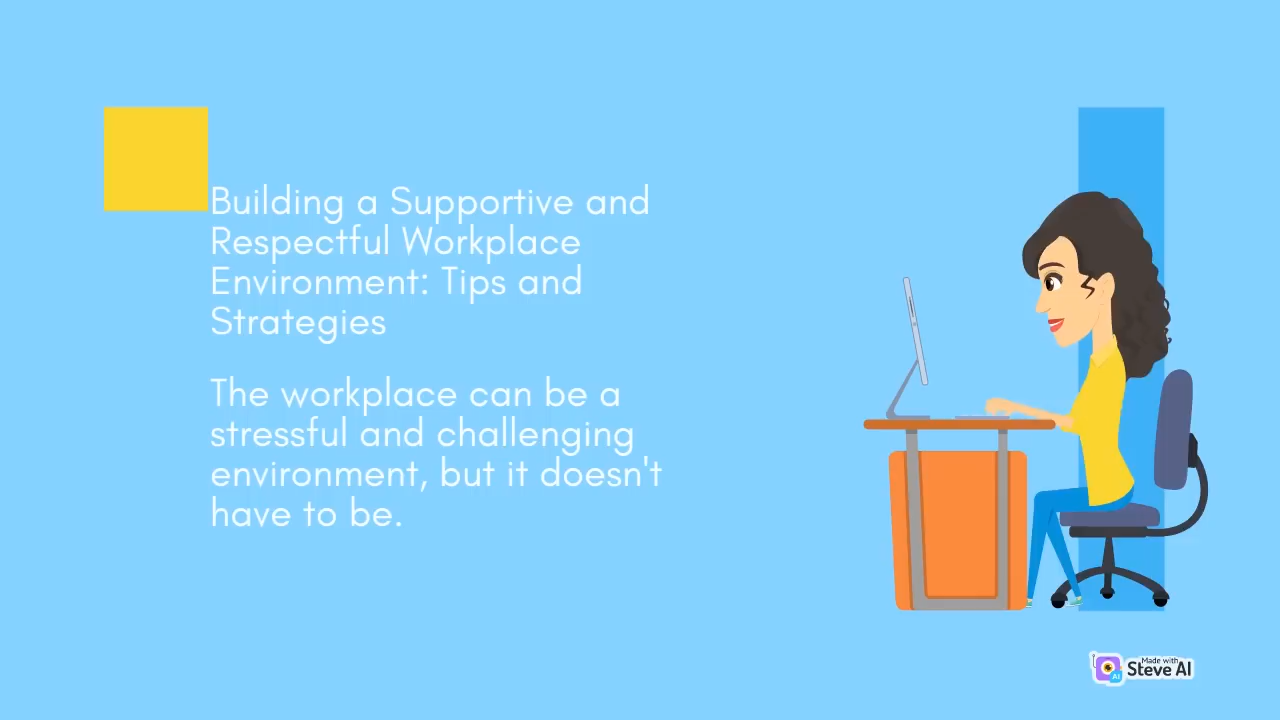 Building a Supportive and
Respectful Workplace
Environment: Tips and
Strategies
The workplace can be a
stressful and challenging
environment, but it doesn't
have to be.
Made with
Steve AI
AI